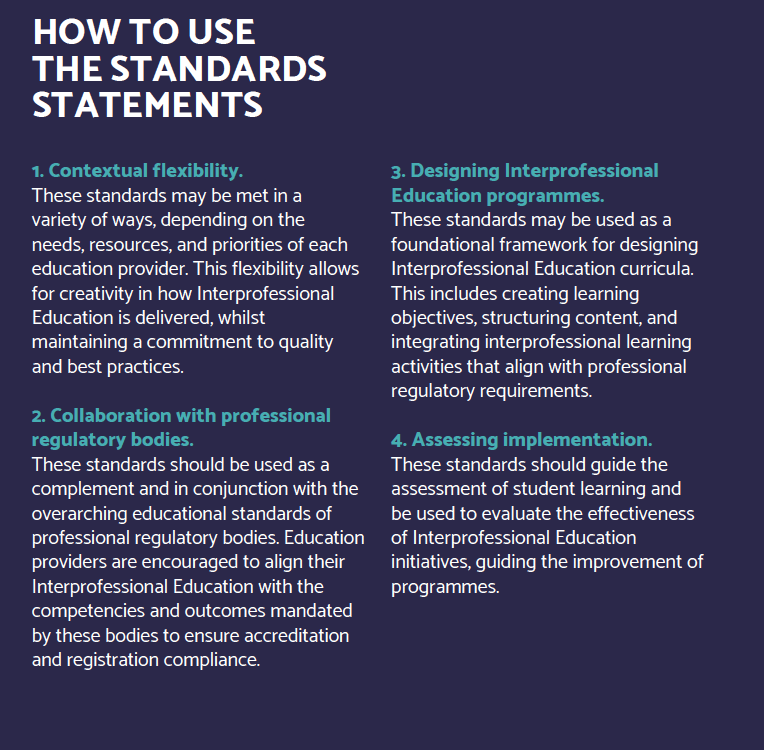 HOW TO USE
THE STANDARDS
STATEMENTS
1. Contextual flexibility.
These standards may be met in a
variety of ways, depending on the
needs, resources, and priorities of each
education provider. This flexibility allows
for creativity in how Interprofessional
Education is delivered, whilst
maintaining a commitment to quality
and best practices.
2. Collaboration with professional
regulatory bodies.
These standards should be used as a
complement and in conjunction with the
overarching educational standards of
professional regulatory bodies. Education
providers are encouraged to align their
Interprofessional Education with the
competencies and outcomes mandated
by these bodies to ensure accreditation
and registration compliance.
3. Designing Interprofessional
Education programmes.
These standards may be used as a
foundational framework for designing
Interprofessional Education curricula.
This includes creating learning
objectives, structuring content, and
integrating interprofessional learning
activities that align with professional
regulatory requirements.
4. Assessing implementation.
These standards should guide the
assessment of student learning and
be used to evaluate the effectiveness
of Interprofessional Education
initiatives, guiding the improvement of
programmes.